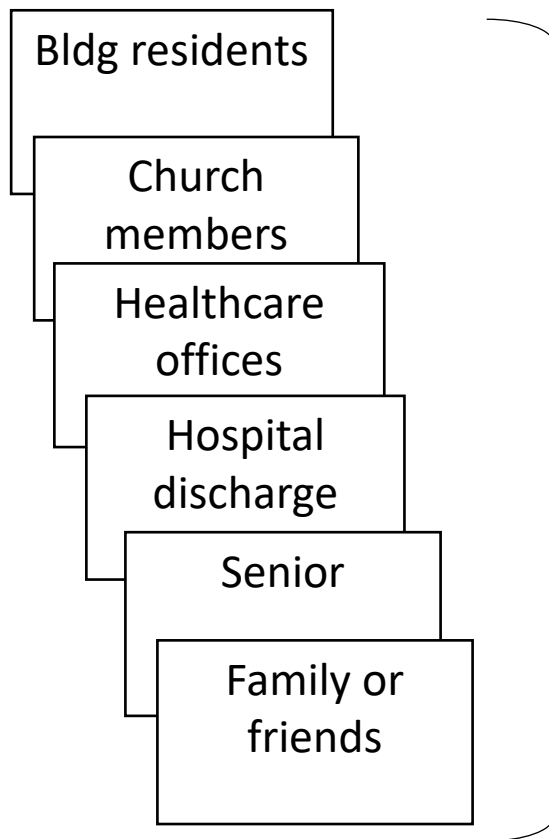 Bldg residents
Church
members
Healthcare
offices
Hospital
discharge
Senior
Family or
friends